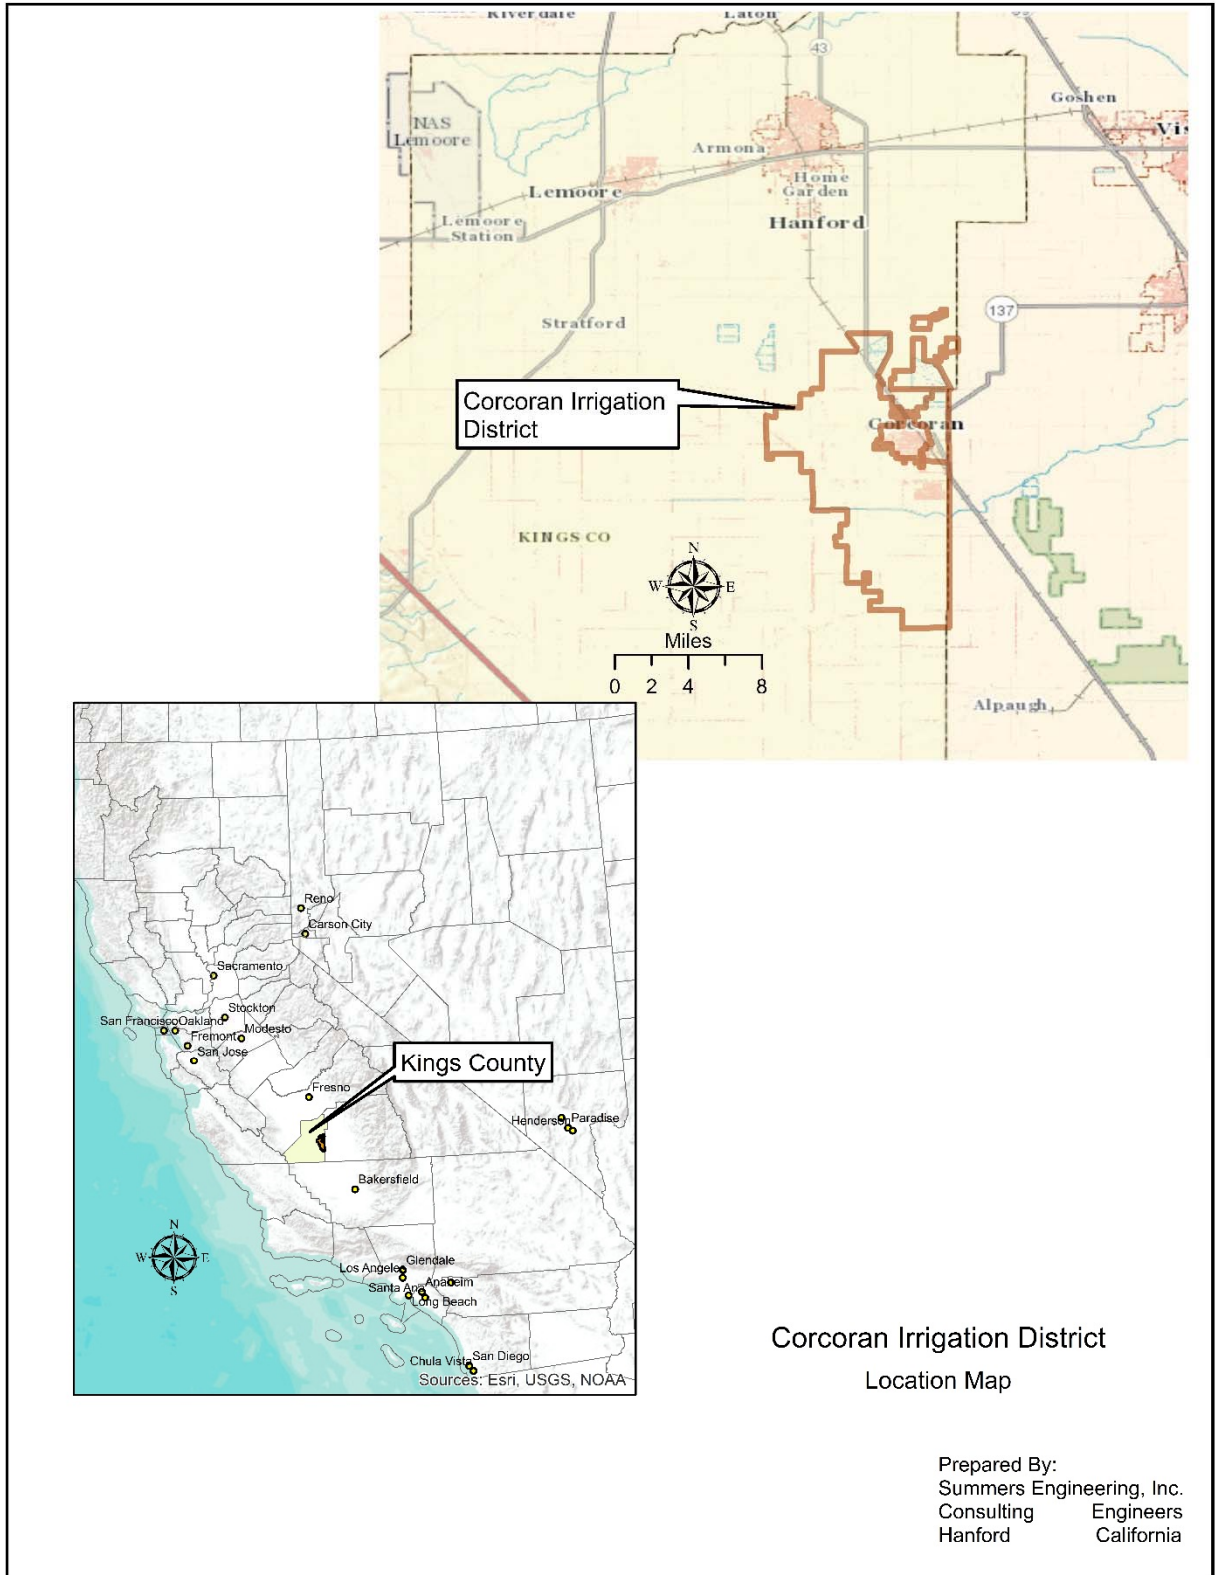 Riverdale
Laton
43
Goshen
NAS
Lemoore
Vis
Armona
Home
Garden
Lemoore
Lemoore
Station
Hanford
137
Stratford
Corcoran Irrigation
District
Corcoran
KINGS CO
N
W E
S
Miles
0 2 4 8
Alpaugh
Reno
Carson City
Sacramento
Stockton
San Francisco Oakland
Modesto
Fremont
San Jose
Kings County
Fresno
Henderson Paradise
Bakersfield
N
W E
S
Glendale
Los Angeles
Santa Ana Anaheim
Long Beach
Chula Vista San Diego
Sources: Esri, USGS, NOAA
Corcoran Irrigation District
Location Map
Prepared By:
Summers Engineering, Inc.
Consulting Engineers
Hanford California